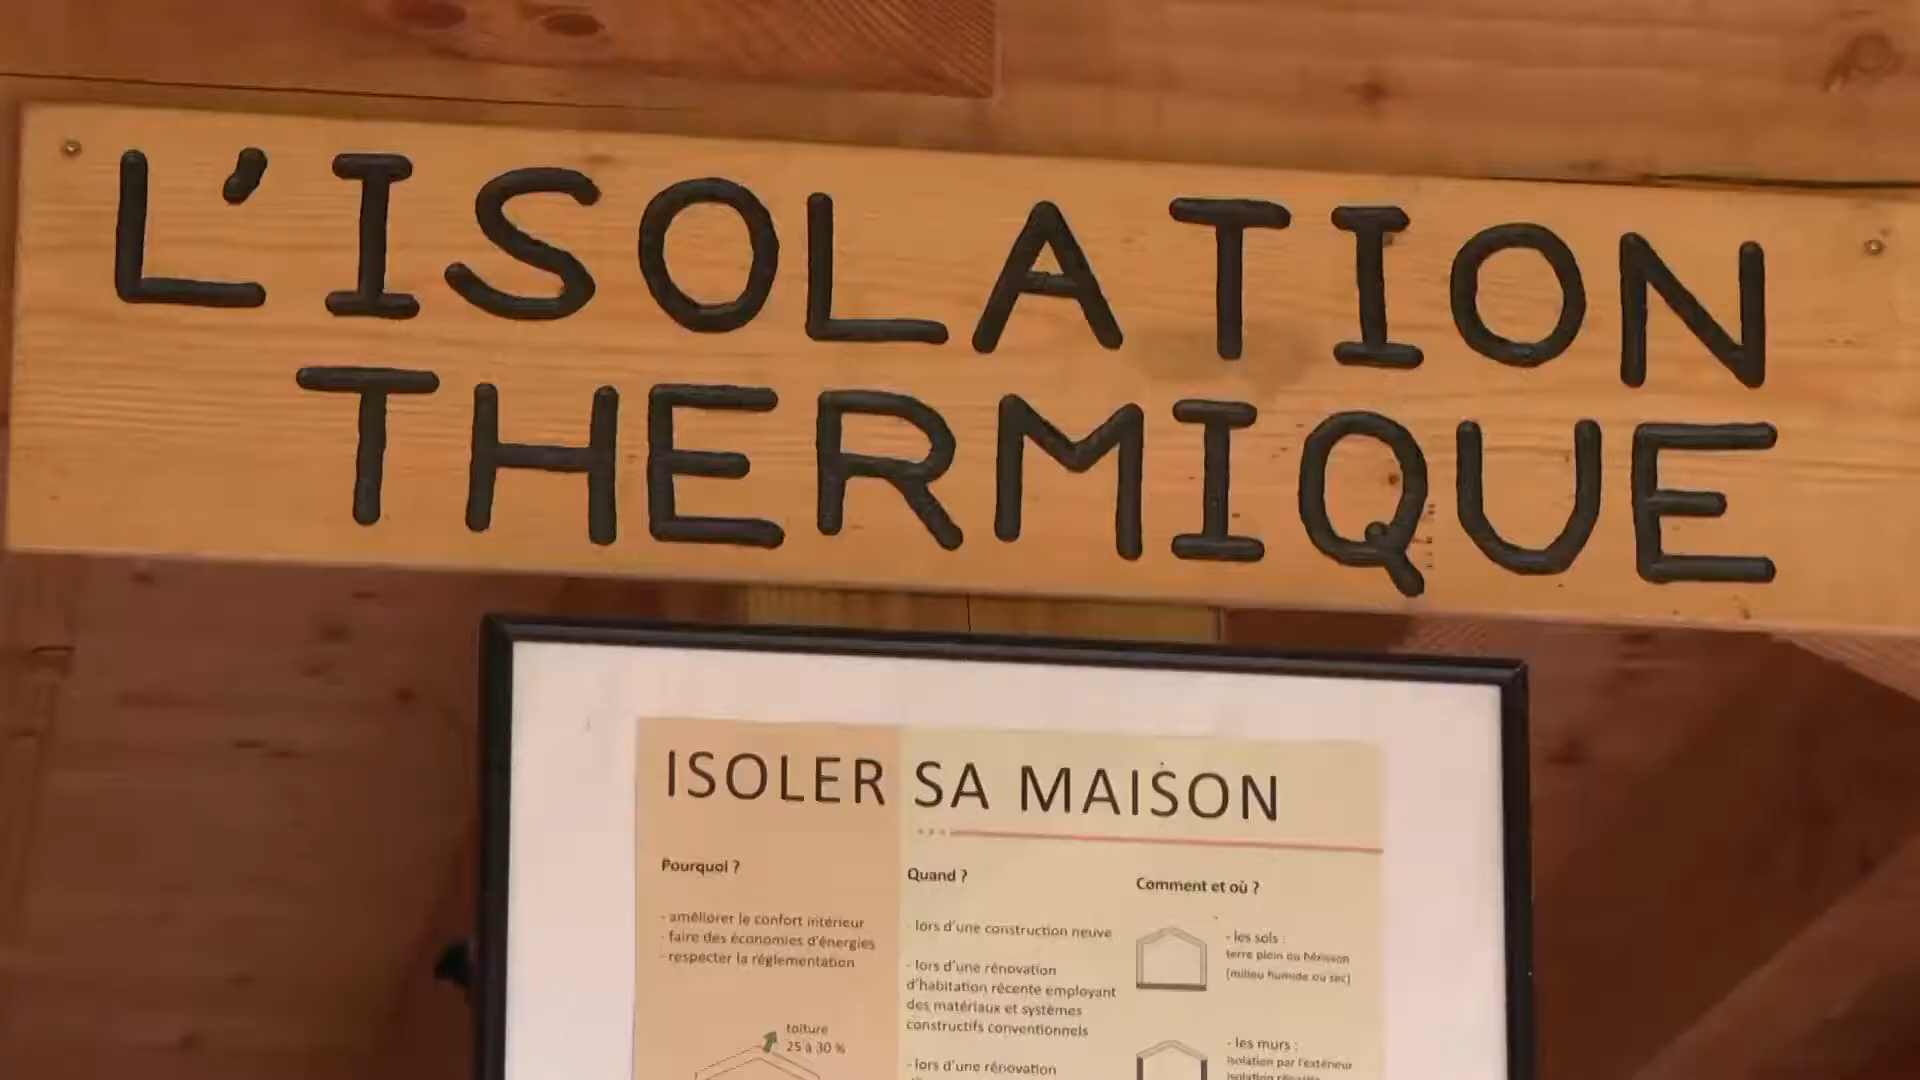 L'ISOLATION
THERMIQUE
ISOLER SA MAISON
Pourquoi ?
- améliorer le confort intérieur
- faire des économies d'énergies
- respecter la réglementation
toiture
25 à 30 %
Quand ?
- lors d'une construction neuve
- lors d'une rénovation
d'habitation récente employant
des matériaux et systèmes
constructifs conventionnels
- lors d'une rénovation
Comment et où ?
- les sols :
terre plein ou hérisson
(milieu humide ou sec)
- les murs :
isolation par l'extérieur
isolation